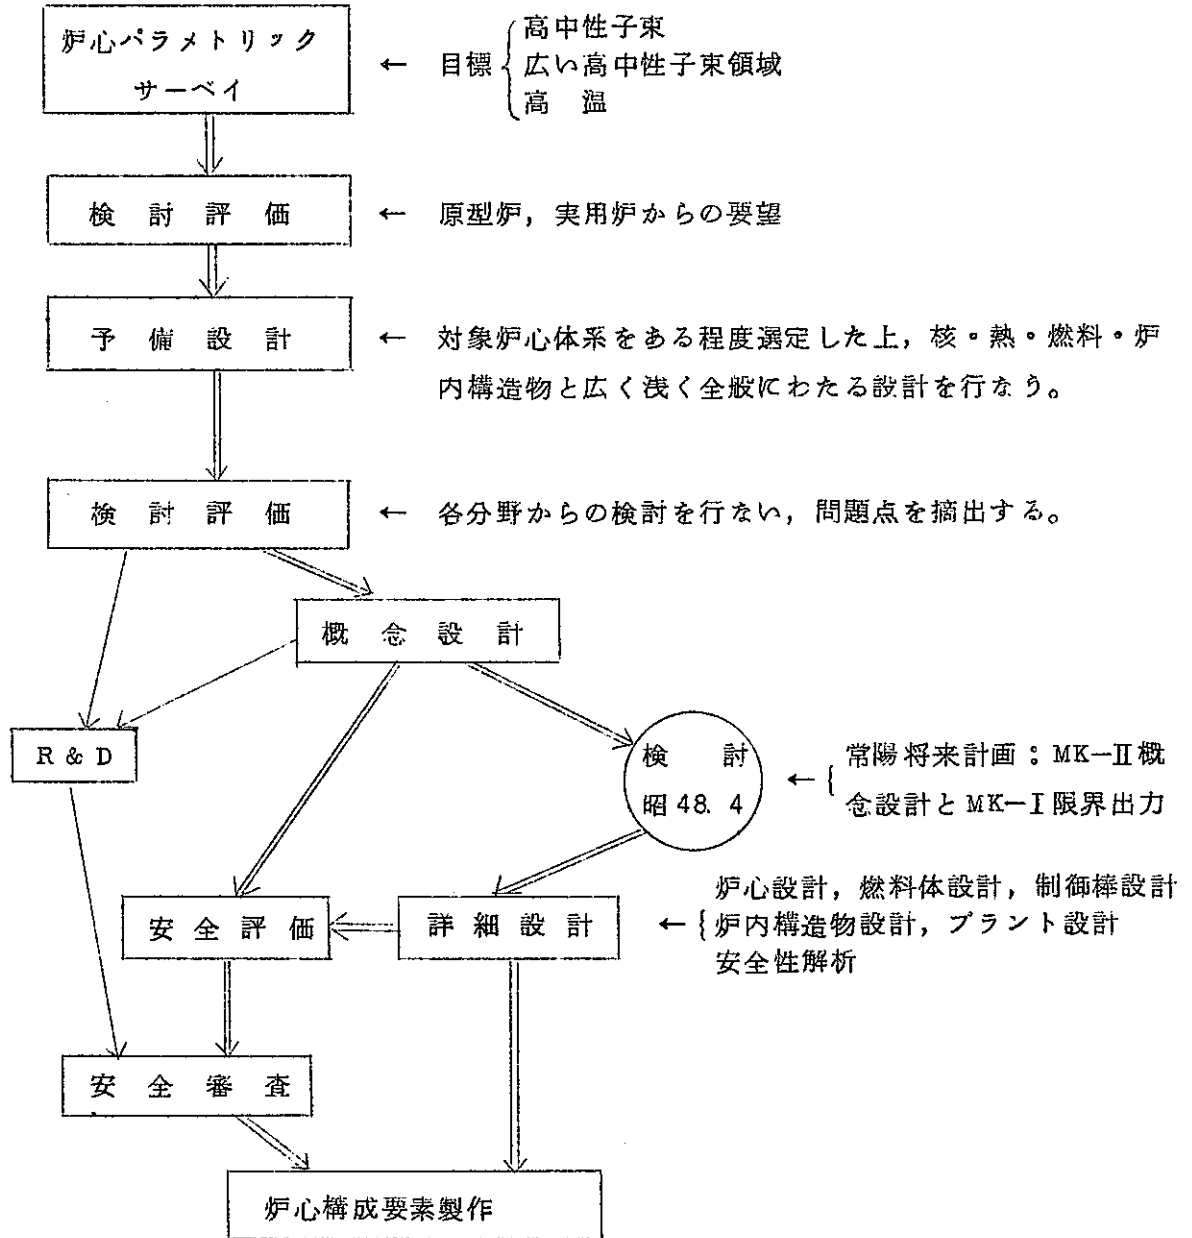 炉心パラメトリック
サーベイ
← 目標 { 高中性子束
広い高中性子束領域
高 温
検 討 評 価
← 原型炉，実用炉からの要望
予 備 設 計
← 対象炉心体系をある程度選定した上，核・熱・燃料・炉
内構造物と広く浅く全般にわたる設計を行なう。
検 討 評 価
← 各分野からの検討を行ない，問題点を摘出する。
概 念 設 計
R & D
検 討
昭48.4
← { 常陽将来計画：MK-Ⅱ概
念設計とMK-Ⅰ限界出力
安 全 評 価
詳 細 設 計
← { 炉心設計，燃料体設計，制御棒設計
炉内構造物設計，プラント設計
安全性解析
安 全 審 査
炉心構成要素製作